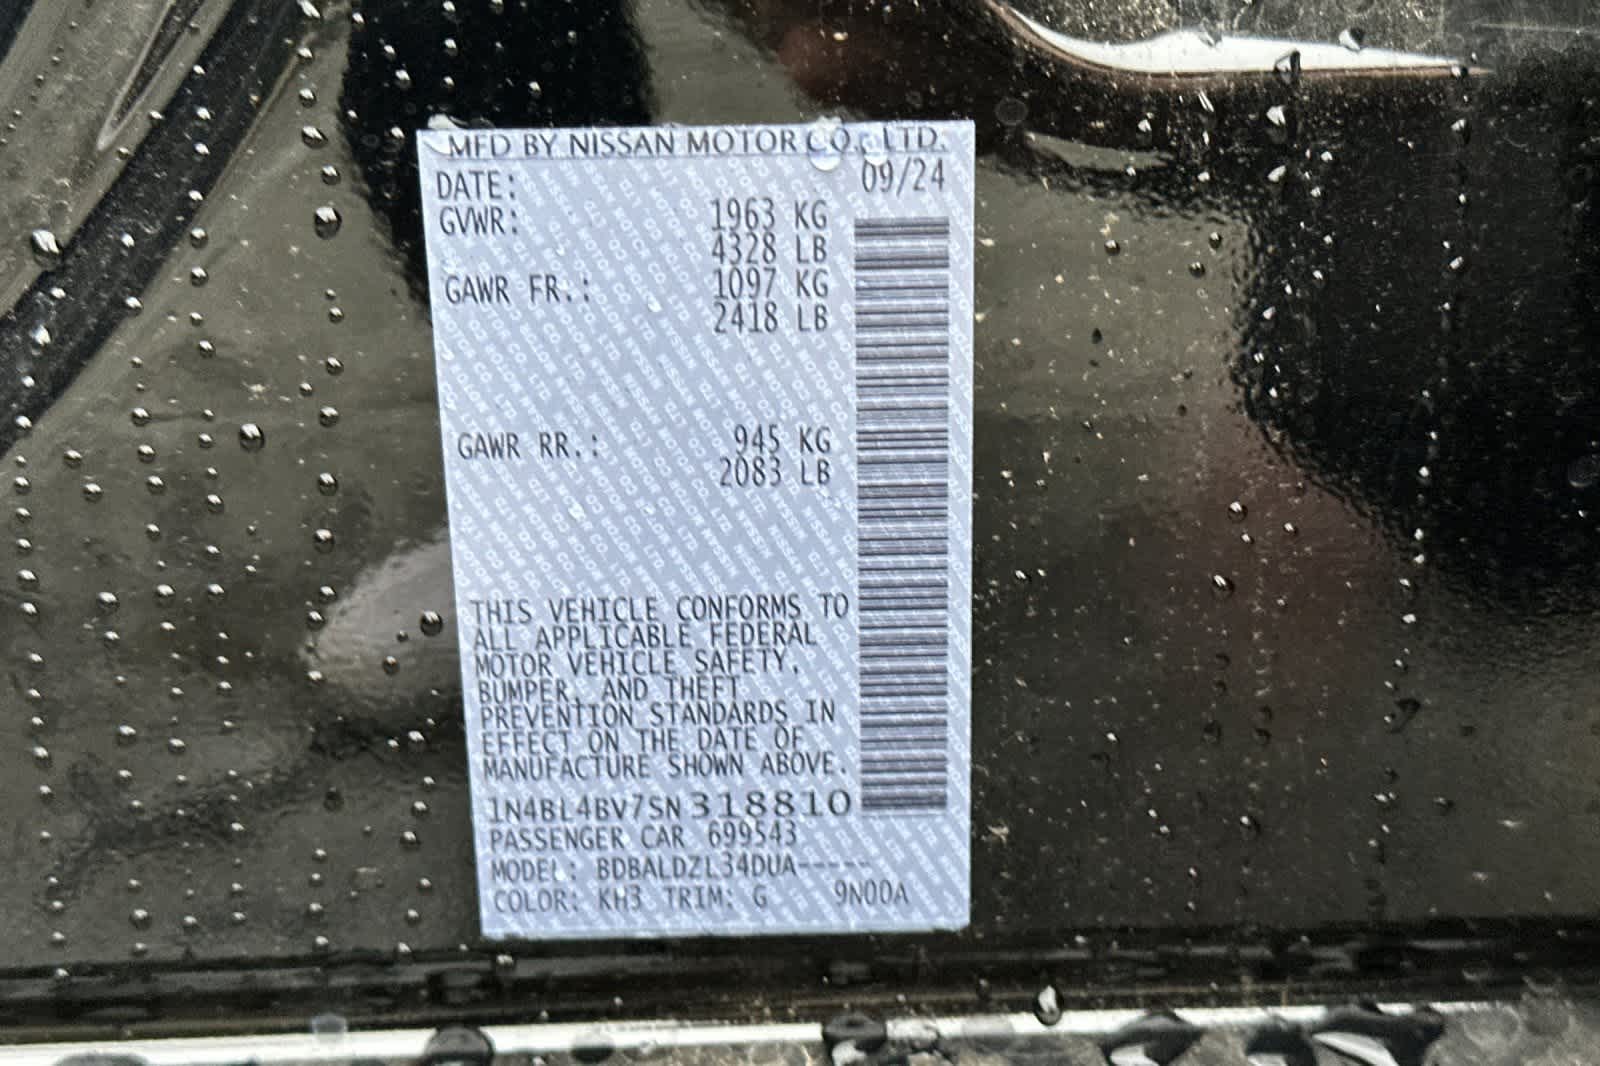 MFD BY NISSAN MOTOR CO., LTD.
DATE: 09/24
GVWR: 1963 KG
4328 LB
GAWR FR.: 1097 KG
2418 LB
GAWR RR.: 945 KG
2083 LB
THIS VEHICLE CONFORMS TO
ALL APPLICABLE FEDERAL
MOTOR VEHICLE SAFETY,
BUMPER, AND THEFT
PREVENTION STANDARDS IN
EFFECT ON THE DATE OF
MANUFACTURE SHOWN ABOVE.
1N4BL4BV7SN318810
PASSENGER CAR 699543
MODEL: BDBALDZL34DUA-----
COLOR: KH3 TRIM: G 9N00A